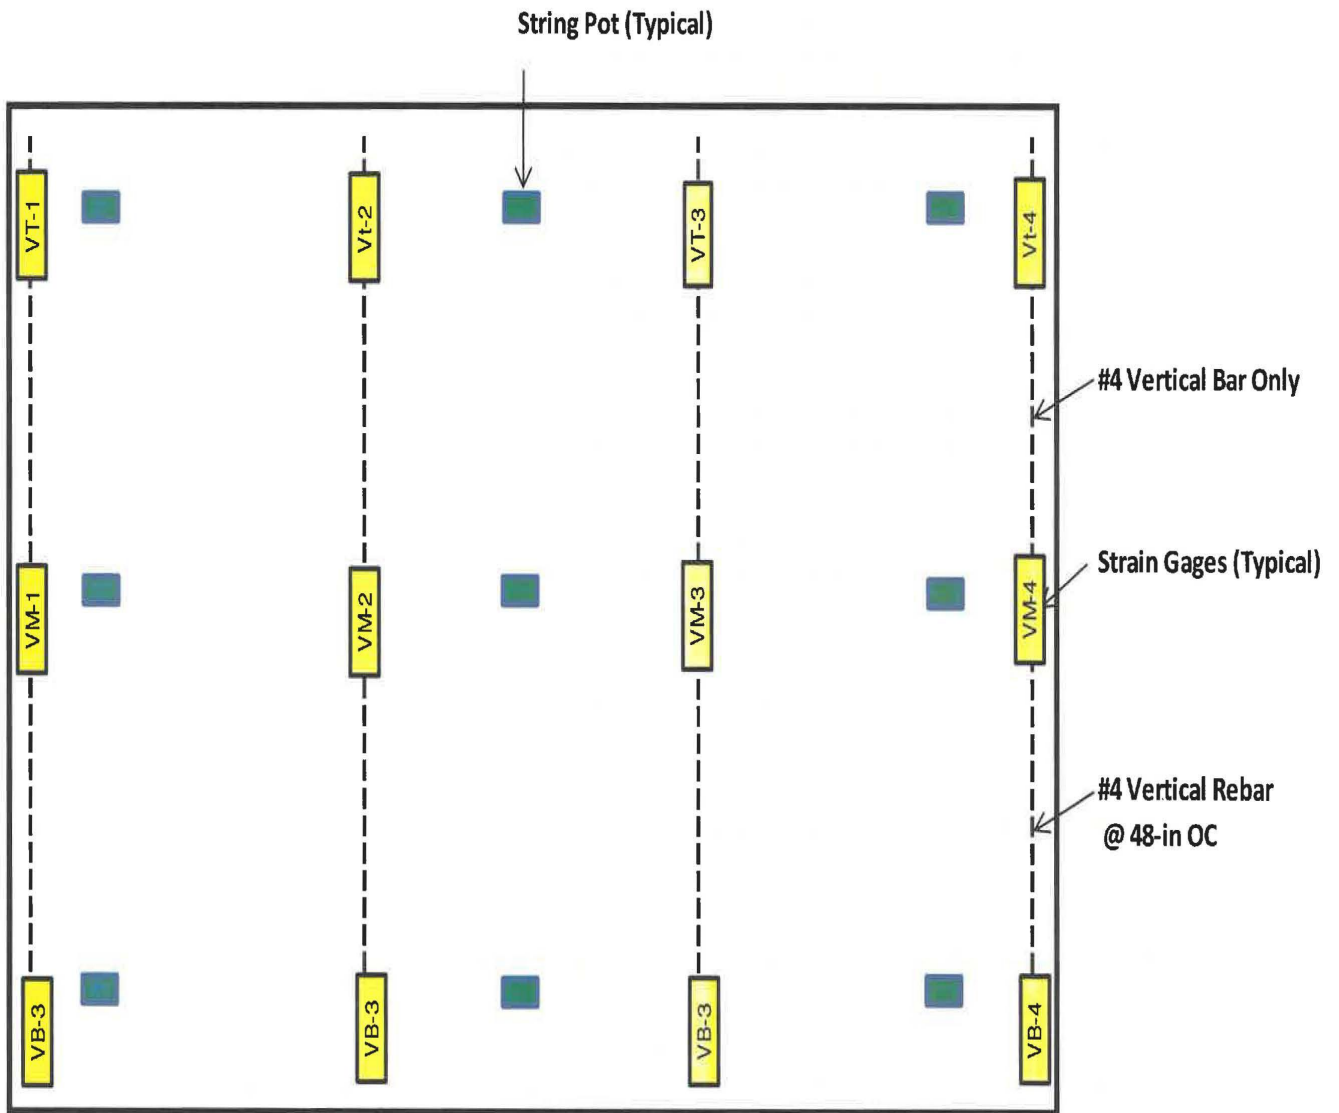 String Pot (Typical)
VT-1
Vt-2
VT-3
Vt-4
#4 Vertical Bar Only
VM-1
VM-2
VM-3
VM-4
Strain Gages (Typical)
#4 Vertical Rebar
@ 48-in OC
VB-3
VB-3
VB-3
VB-4